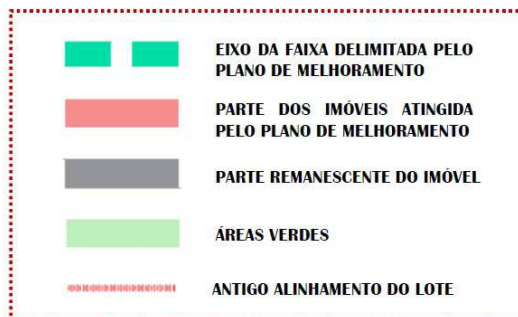 EIXO DA FAIXA DELIMITADA PELO
PLANO DE MELHORAMENTO
PARTE DOS IMÓVEIS ATINGIDA
PELO PLANO DE MELHORAMENTO
PARTE REMANESCENTE DO IMÓVEL
ÁREAS VERDES
ANTIGO ALINHAMENTO DO LOTE